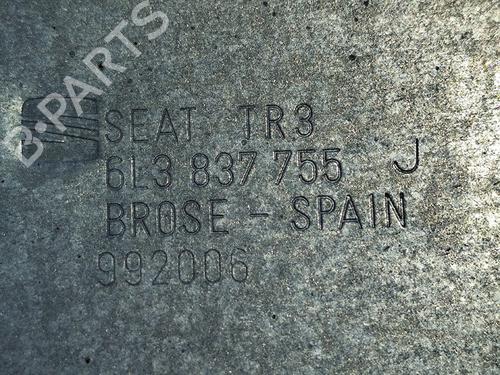 B-PARTS
SEAT TR3
6L3 837 755 J
BROSE - SPAIN
992006